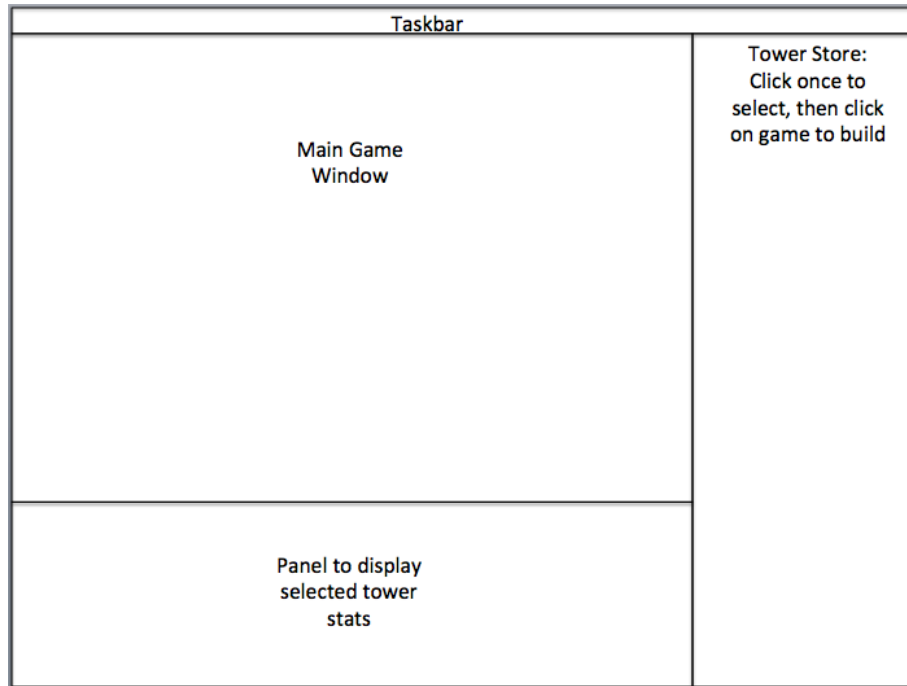 Taskbar
Main Game
Window
Tower Store:
Click once to
select, then click
on game to build
Panel to display
selected tower
stats